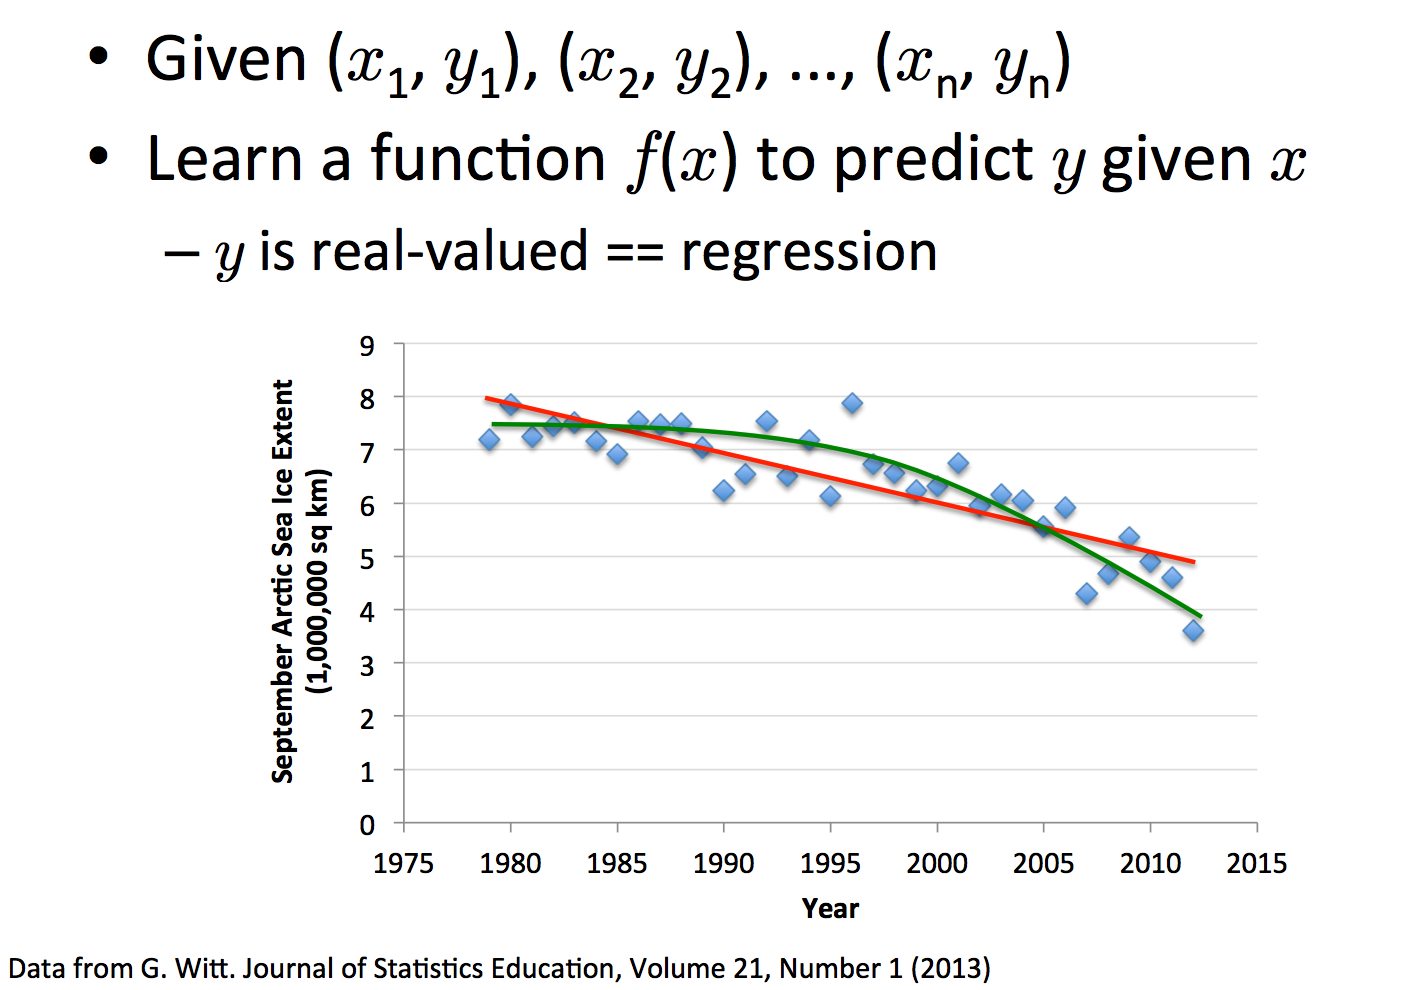 • Given (x1, y1), (x2, y2), ..., (xn, yn)
• Learn a function f(x) to predict y given x
– y is real-valued == regression
September Arctic Sea Ice Extent
(1,000,000 sq km)
9
8
7
6
5
4
3
2
1
0
1975 1980 1985 1990 1995 2000 2005 2010 2015
Year
Data from G. Witt. Journal of Statistics Education, Volume 21, Number 1 (2013)